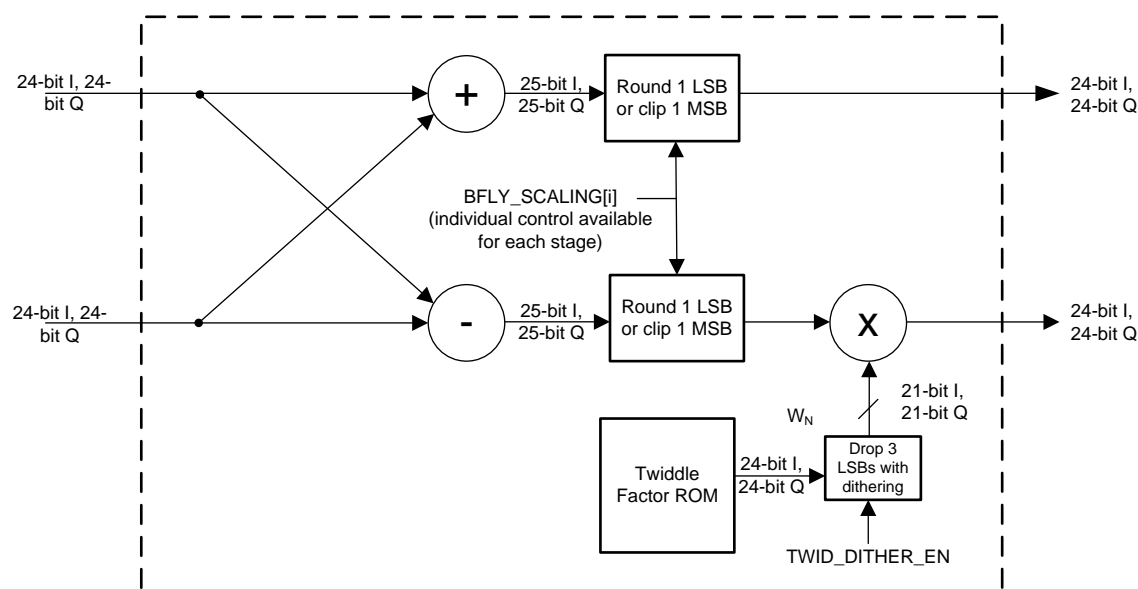 24-bit I, 24-
bit Q
+
25-bit I,
25-bit Q
Round 1 LSB
or clip 1 MSB
24-bit I,
24-bit Q
BFLY_SCALING[i]
(individual control available
for each stage)
24-bit I, 24-
bit Q
-
25-bit I,
25-bit Q
Round 1 LSB
or clip 1 MSB
X
24-bit I,
24-bit Q
21-bit I,
21-bit Q
WN
Twiddle
Factor ROM
24-bit I,
24-bit Q
Drop 3
LSBs with
dithering
TWID_DITHER_EN